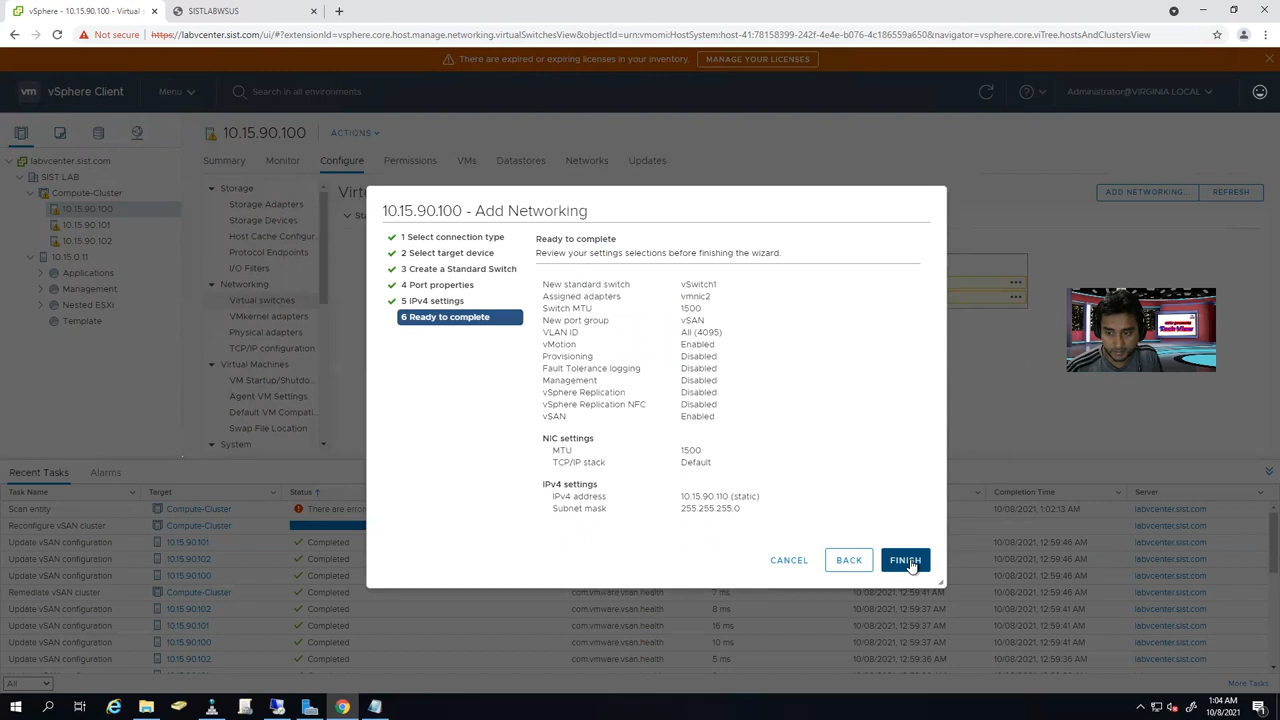 vSphere - 10.15.90.100 - Virtual s
SISTLABWSUS
Not secure
https://labvcenter.sist.com/ui/#?extensionId=vsphere.core.host.manage.networking.virtualSwitchesView&objectId=urn:vmomi:HostSystem:host-41:78158399-242f-4e4e-b076-4c186559a650&navigator=vsphere.core.viTree.hostsAndClustersView
There are expired or expiring licenses in your inventory.
MANAGE YOUR LICENSES
vm vSphere Client
Menu
Search in all environments
Administrator@VIRGINIA.LOCAL
10.15.90.100
ACTIONS
labvcenter.sist.com
SIST LAB
Compute-Cluster
10.15.90.100
10.15.90.101
10.15.90.102
10.15.0.11
Applications
Management
Nested ESXi
Template
Summary Monitor Configure Permissions VMs Datastores Networks Updates
Storage
Storage Adapters
Storage Devices
Host Cache Configur...
Protocol Endpoints
I/O Filters
Networking
Virtual switches
VMkernel adapters
Physical adapters
TCP/IP configuration
Virtual Machines
VM Startup/Shutdo...
Agent VM Settings
Default VM Compati...
Swap File Location
System
ADD NETWORKING...
REFRESH
10.15.90.100 - Add Networking
1 Select connection type
2 Select target device
3 Create a Standard Switch
4 Port properties
5 IPv4 settings
6 Ready to complete
Ready to complete
Review your settings selections before finishing the wizard.
New standard switch vSwitch1
Assigned adapters vmnic2
Switch MTU 1500
New port group vSAN
VLAN ID All (4095)
vMotion Enabled
Provisioning Disabled
Fault Tolerance logging Disabled
Management Disabled
vSphere Replication Disabled
vSphere Replication NFC Disabled
vSAN Enabled
NIC settings
MTU 1500
TCP/IP stack Default
IPv4 settings
IPv4 address 10.15.90.110 (static)
Subnet mask 255.255.255.0
CANCEL BACK FINISH
Recent Tasks Alarms
Task Name Target Status Completion Time Server
Scan entity Compute-Cluster There are error 10/08/2021, 1:02:13 AM labvcenter.sist.com
Reconfigure vSAN cluster Compute-Cluster labvcenter.sist.com
Update vSAN configuration 10.15.90.101 Completed 10/08/2021, 12:59:46 AM labvcenter.sist.com
Update vSAN configuration 10.15.90.102 Completed 10/08/2021, 12:59:46 AM labvcenter.sist.com
Update vSAN configuration 10.15.90.100 Completed 10/08/2021, 12:59:46 AM labvcenter.sist.com
Remediate vSAN cluster Compute-Cluster Completed com.vmware.vsan.health 7 ms 10/08/2021, 12:59:41 AM labvcenter.sist.com
Update vSAN configuration 10.15.90.102 Completed com.vmware.vsan.health 8 ms 10/08/2021, 12:59:37 AM labvcenter.sist.com
Update vSAN configuration 10.15.90.101 Completed com.vmware.vsan.health 16 ms 10/08/2021, 12:59:37 AM labvcenter.sist.com
Update vSAN configuration 10.15.90.100 Completed com.vmware.vsan.health 10 ms 10/08/2021, 12:59:41 AM labvcenter.sist.com
Update vSAN configuration 10.15.90.102 Completed com.vmware.vsan.health 5 ms 10/08/2021, 12:59:36 AM labvcenter.sist.com
All
More Tasks
1:04 AM
10/8/2021